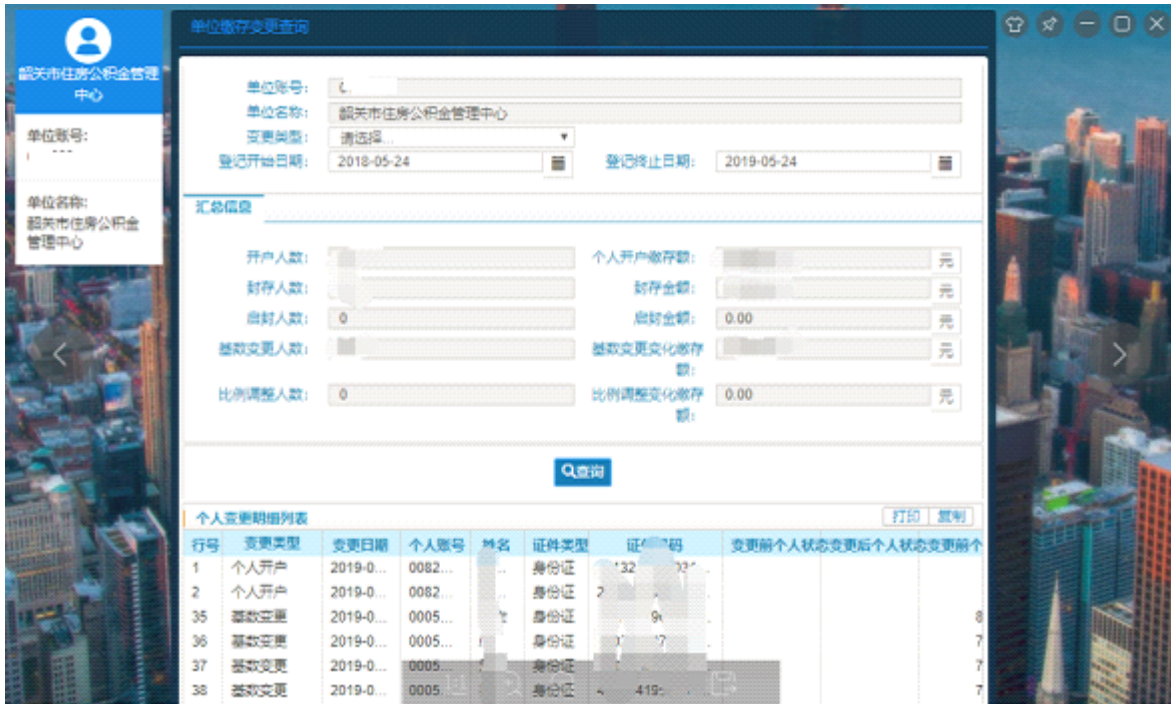 单位缴存变更查询
韶关市住房公积金管理
中心
单位账号:
单位名称:
韶关市住房公积金
管理中心
单位账号:
单位名称: 韶关市住房公积金管理中心
变更类型: 请选择...
登记开始日期: 2018-05-24 登记终止日期: 2019-05-24
汇总信息
开户人数: 个人开户缴存额: 元
封存人数: 封存金额: 元
启封人数: 0 启封金额: 0.00 元
基数变更人数: 基数变更变化缴存 元
额:
比例调整人数: 0 比例调整变化缴存 0.00 元
额:
查询
个人变更明细列表 打印 复制
行号 变更类型 变更日期 个人账号 姓名 证件类型 变更前个人状态 变更后个人状态 变更前个
1 个人开户 2019-0... 0082... 身份证
2 个人开户 2019-0... 0082... 身份证
35 基数变更 2019-0... 0005... 身份证 8
36 基数变更 2019-0... 0005... 身份证 7
37 基数变更 2019-0... 0005... 身份证 7
38 基数变更 2019-0... 0005... 身份证 7